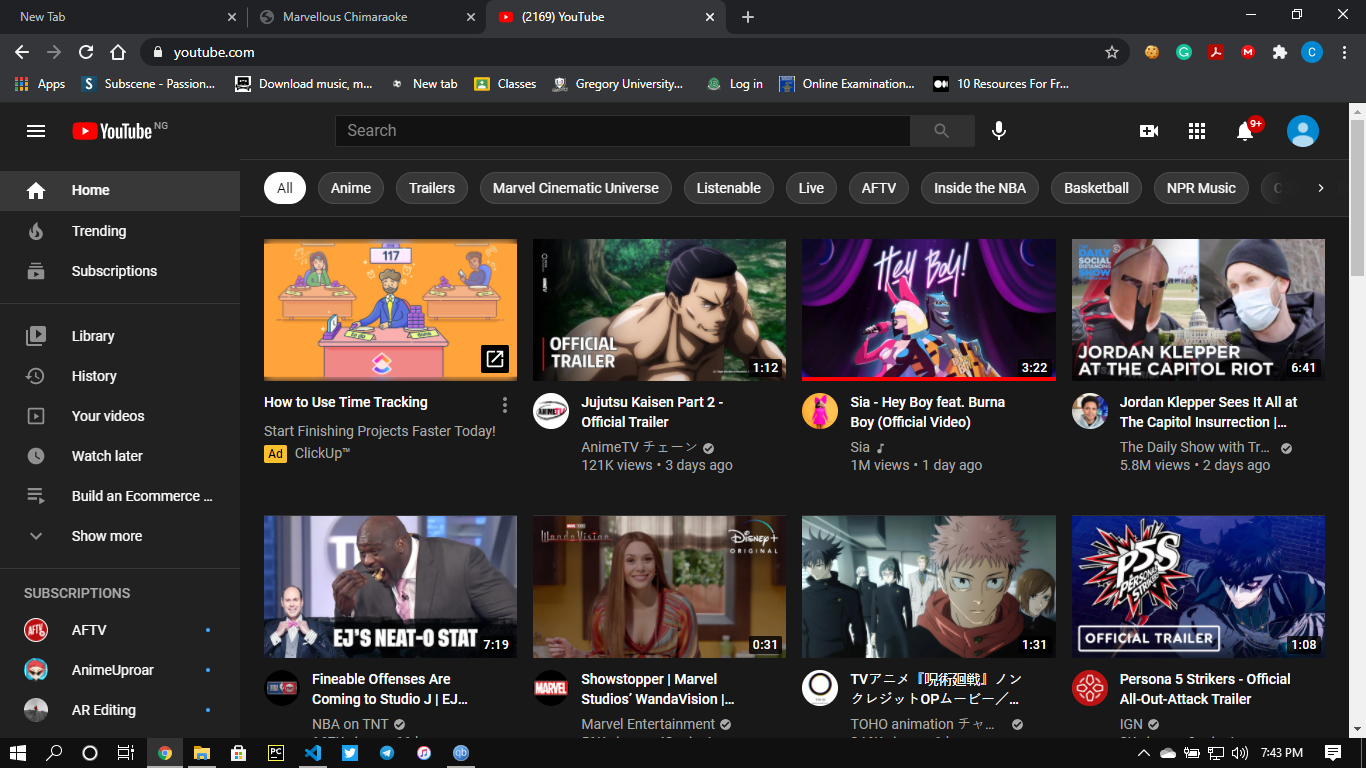 New Tab
Marvellous Chimaraoke
(2169) YouTube
youtube.com
Apps
Subscene - Passion...
Download music, m...
New tab
Classes
Gregory University...
Log in
Online Examination...
10 Resources For Fr...
YouTube NG
Search
9+
Home
Trending
Subscriptions
Library
History
Your videos
Watch later
Build an Ecommerce ...
Show more
SUBSCRIPTIONS
AFTV
AnimeUproar
AR Editing
All
Anime
Trailers
Marvel Cinematic Universe
Listenable
Live
AFTV
Inside the NBA
Basketball
NPR Music
117
How to Use Time Tracking
Start Finishing Projects Faster Today!
Ad ClickUp™
OFFICIAL
TRAILER
1:12
Jujutsu Kaisen Part 2 -
Official Trailer
AnimeTV チェーン
121K views • 3 days ago
Hey Boy!
3:22
Sia - Hey Boy feat. Burna
Boy (Official Video)
Sia
1M views • 1 day ago
THE DAILY
SOCIAL
DISTANCING
SHOW
JORDAN KLEPPER
AT THE CAPITOL RIOT
6:41
Jordan Klepper Sees It All at
The Capitol Insurrection |...
The Daily Show with Tr...
5.8M views • 2 days ago
EJ'S NEAT-O STAT
7:19
Fineable Offenses Are
Coming to Studio J | EJ...
NBA on TNT
WandaVision
Disney+
ORIGINAL
0:31
MARVEL
Showstopper | Marvel
Studios’ WandaVision |...
Marvel Entertainment
1:31
TVアニメ『呪術廻戦』ノン
クレジットOPムービー／...
TOHO animation チャ...
P5S
PERSONA 5
STRIKERS
OFFICIAL TRAILER
1:08
Persona 5 Strikers - Official
All-Out-Attack Trailer
IGN
7:43 PM